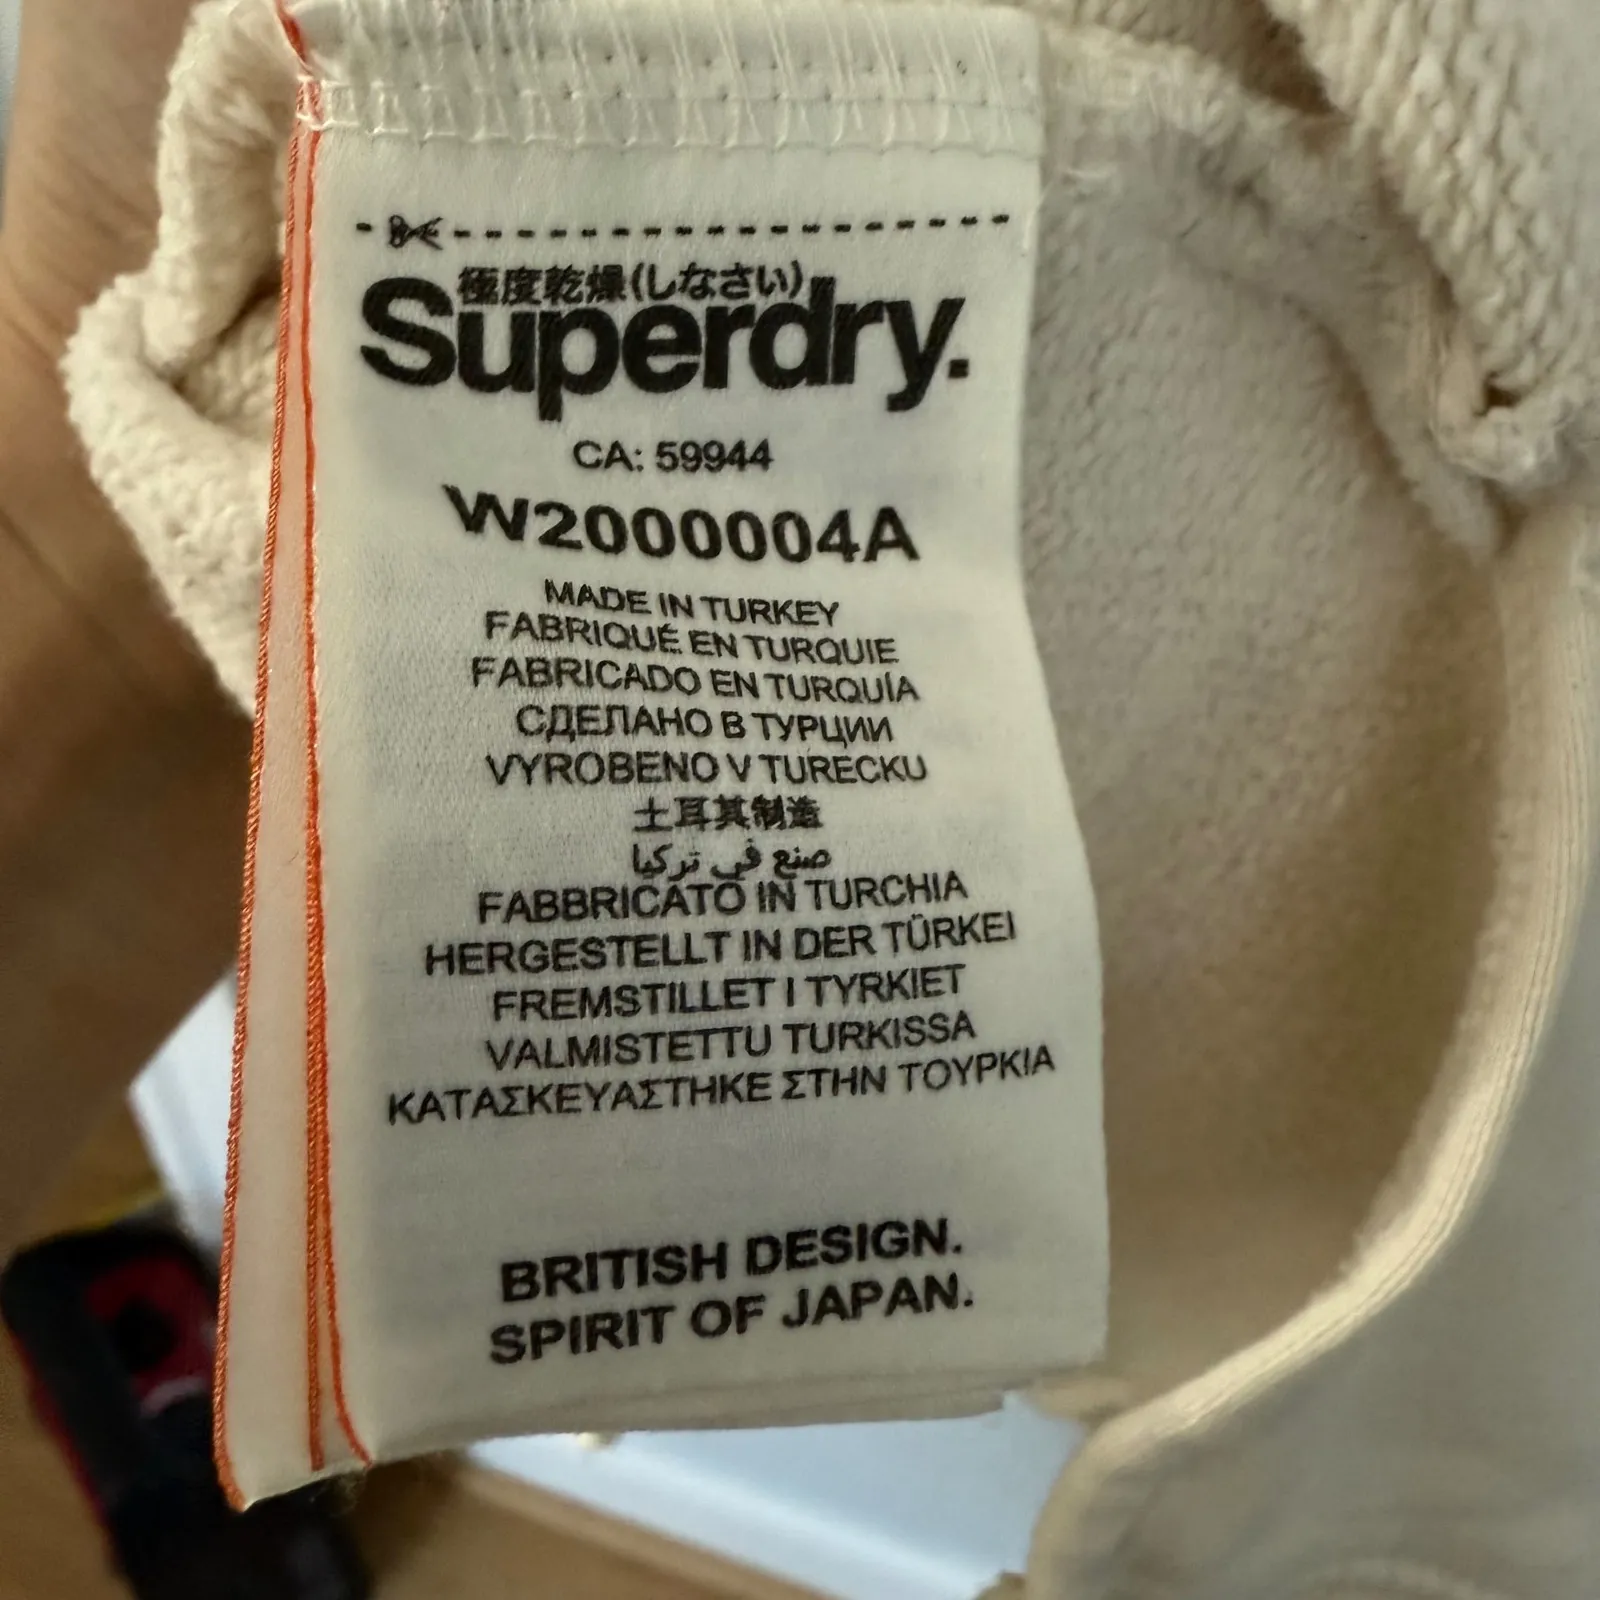 極度乾燥(しなさい)
Superdry.
CA: 59944
W2000004A
MADE IN TURKEY
FABRIQUÉ EN TURQUIE
FABRICADO EN TURQUÍA
СДЕЛАНО В ТУРЦИИ
VYROBENO V TURECKU
土耳其制造
صنع في تركيا
FABBRICATO IN TURCHIA
HERGESTELLT IN DER TÜRKEI
FREMSTILLET I TYRKIET
VALMISTETTU TURKISSA
ΚΑΤΑΣΚΕΥΑΣΤΗΚΕ ΣΤΗΝ ΤΟΥΡΚΙΑ
BRITISH DESIGN.
SPIRIT OF JAPAN.